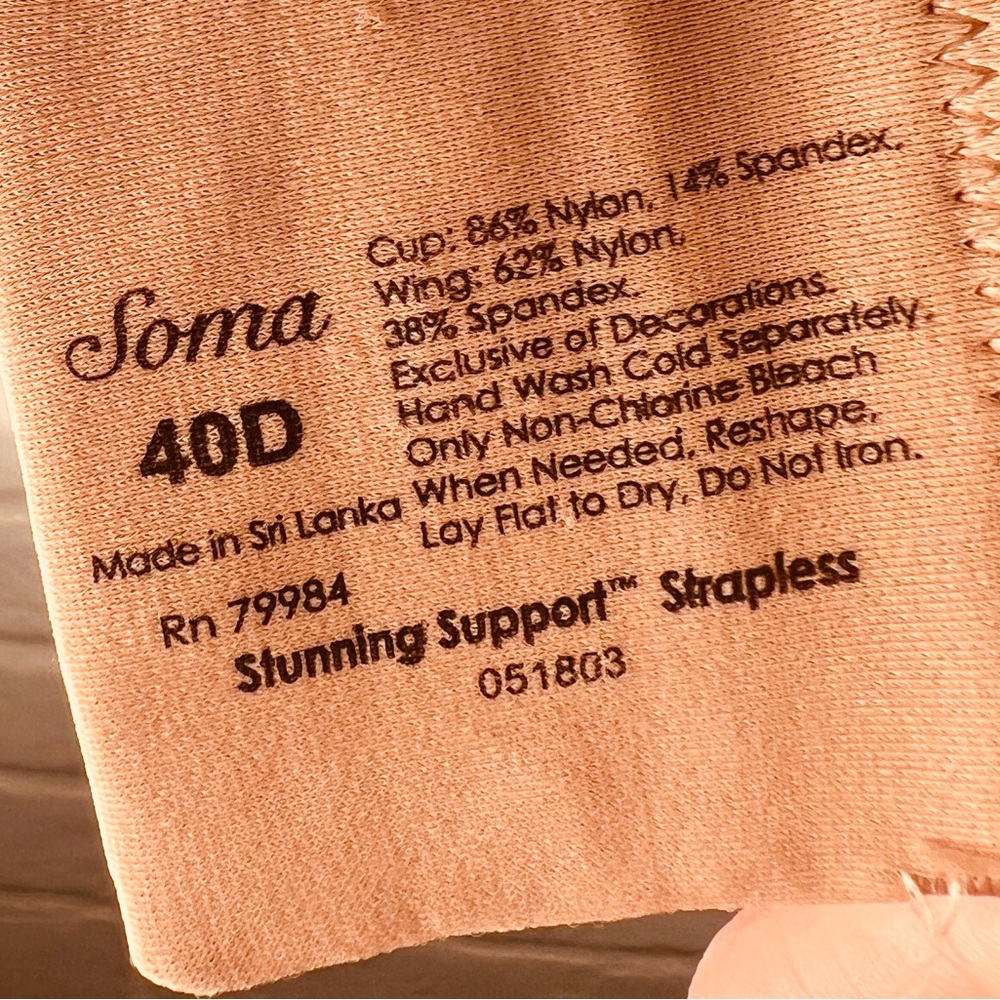 Soma
40D
Made in Sri Lanka
Rn 79984
Cup: 86% Nylon, 14% Spandex,
Wing: 62% Nylon,
38% Spandex.
Exclusive of Decorations.
Hand Wash Cold Separately.
Only Non-Chlorine Bleach
When Needed, Reshape,
Lay Flat to Dry, Do Not Iron.
Stunning Support™ Strapless
051803